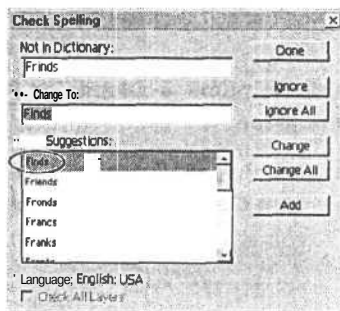 Check Spelling
Not In Dictionary:
Done
Frinds
Ignore
Change To:
Ignore All
Finds
Suggestions:
Change
Finds
Change All
Friends
Fronds
Add
Francs
Franks
Language; English: USA
Check All Layers